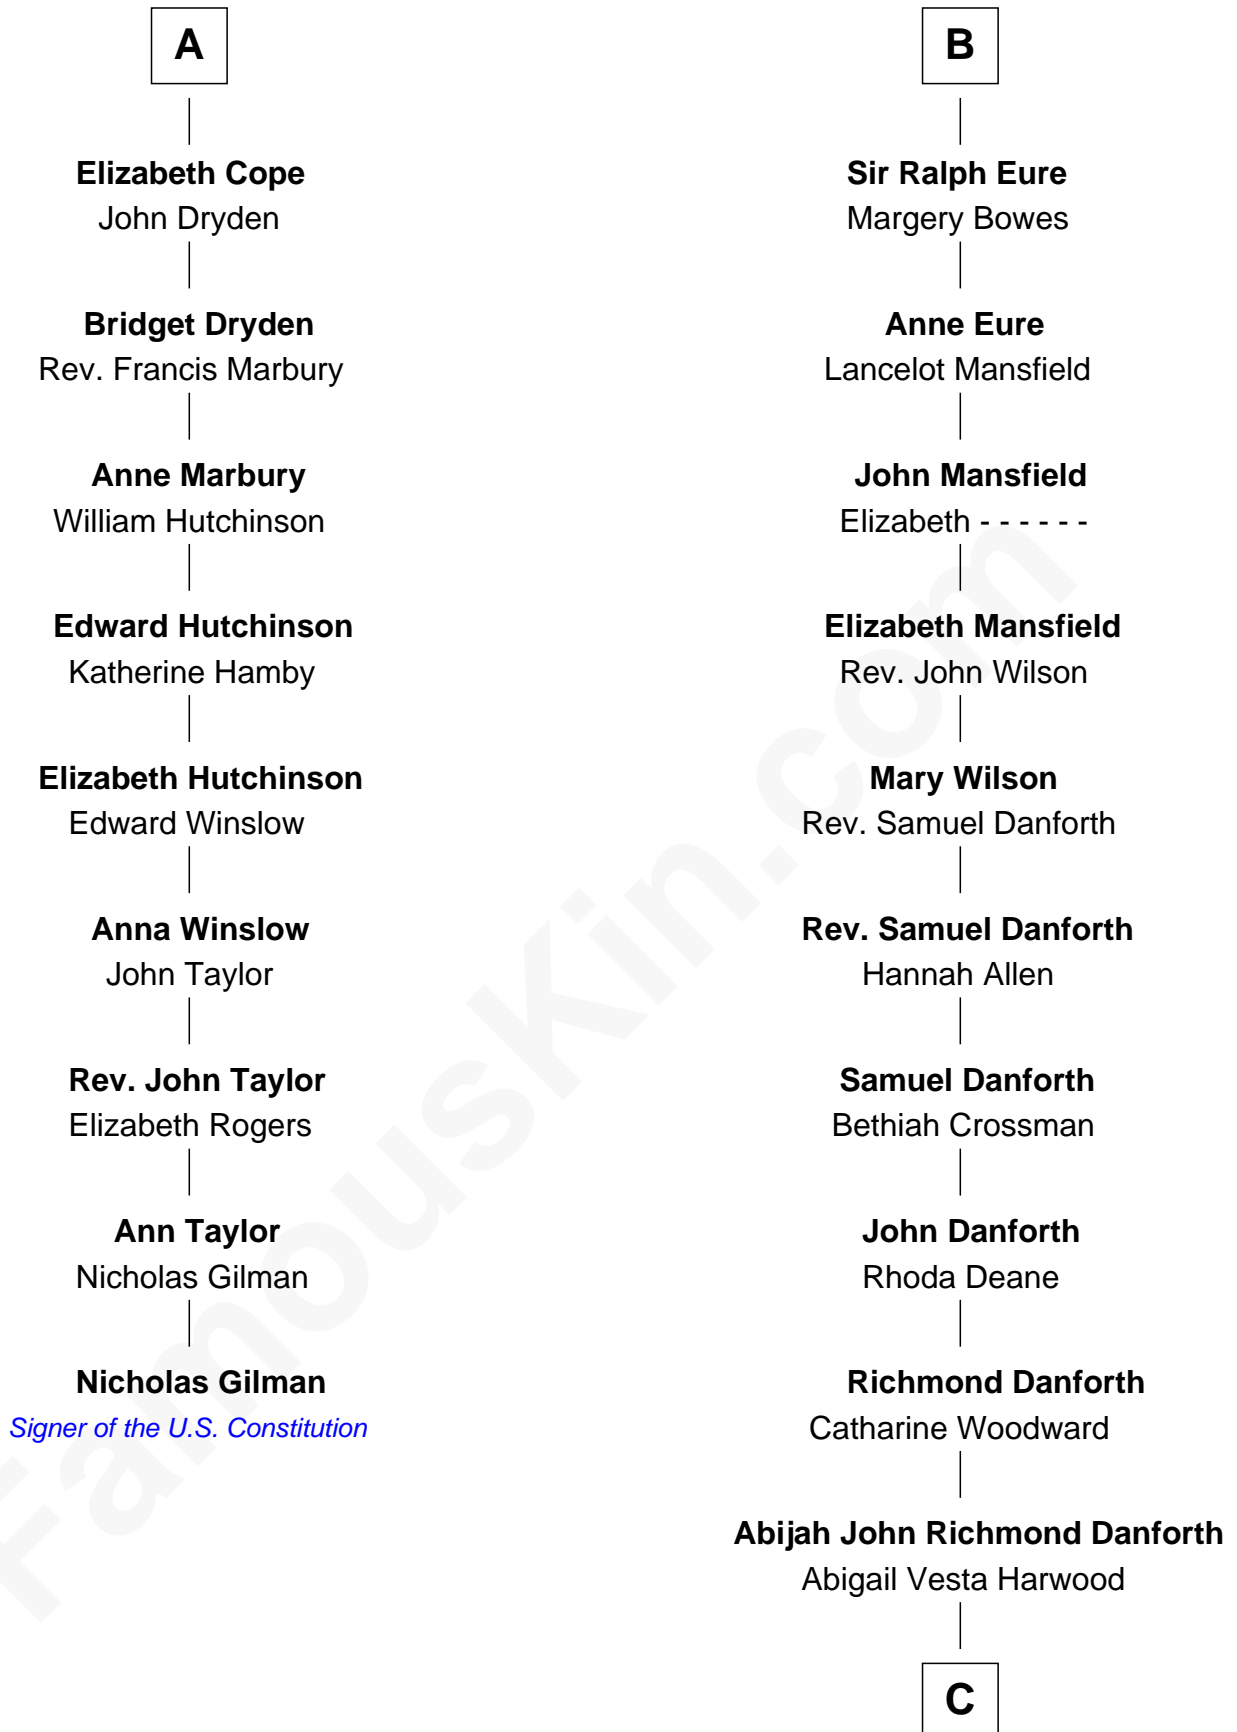 A
Elizabeth Cope
John Dryden
Bridget Dryden
Rev. Francis Marbury
Anne Marbury
William Hutchinson
Edward Hutchinson
Katherine Hamby
Elizabeth Hutchinson
Edward Winslow
Anna Winslow
John Taylor
Rev. John Taylor
Elizabeth Rogers
Ann Taylor
Nicholas Gilman
Nicholas Gilman
Signer of the U.S. Constitution
B
Sir Ralph Eure
Margery Bowes
Anne Eure
Lancelot Mansfield
John Mansfield
Elizabeth - - - - - -
Elizabeth Mansfield
Rev. John Wilson
Mary Wilson
Rev. Samuel Danforth
Rev. Samuel Danforth
Hannah Allen
Samuel Danforth
Bethiah Crossman
John Danforth
Rhoda Deane
Richmond Danforth
Catharine Woodward
Abijah John Richmond Danforth
Abigail Vesta Harwood
C
FamousKin.com